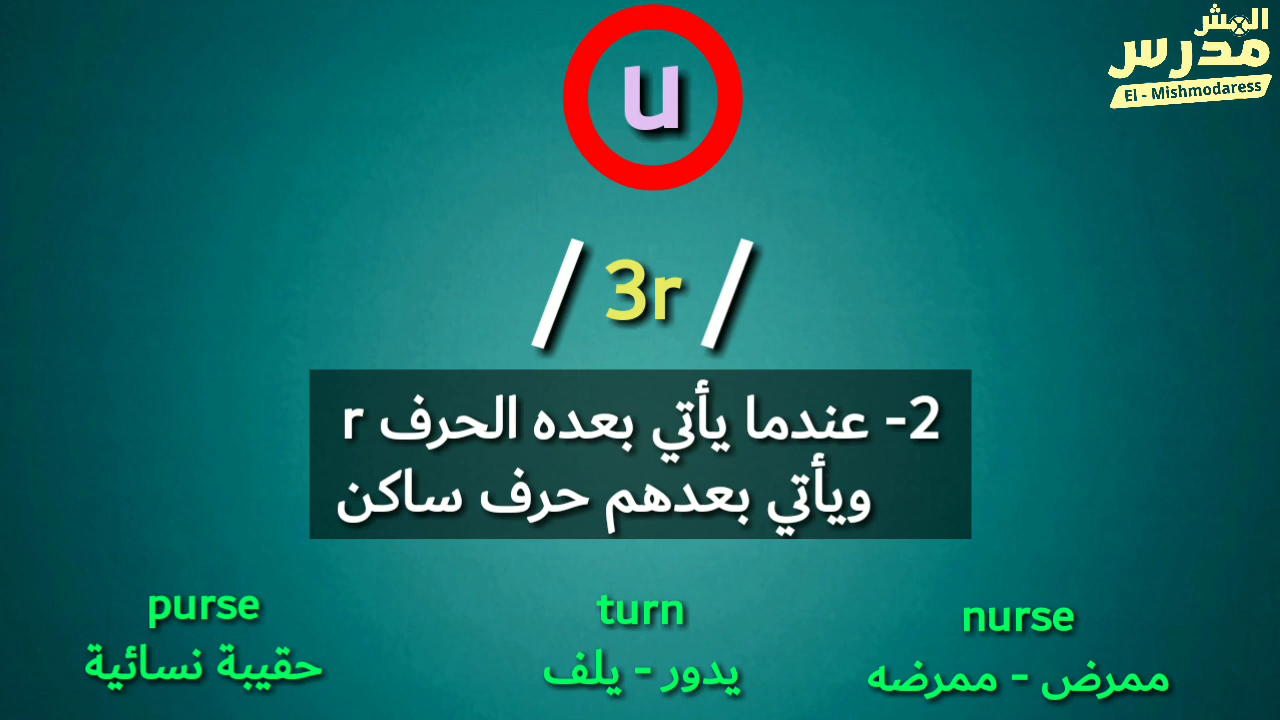 المش
مدرس
El - Mishmodaress
u
/ 3r /
2- عندما يأتي بعده الحرف r
ويأتي بعدهم حرف ساكن
nurse
ممرض - ممرضه
turn
يدور - يلف
purse
حقيبة نسائية